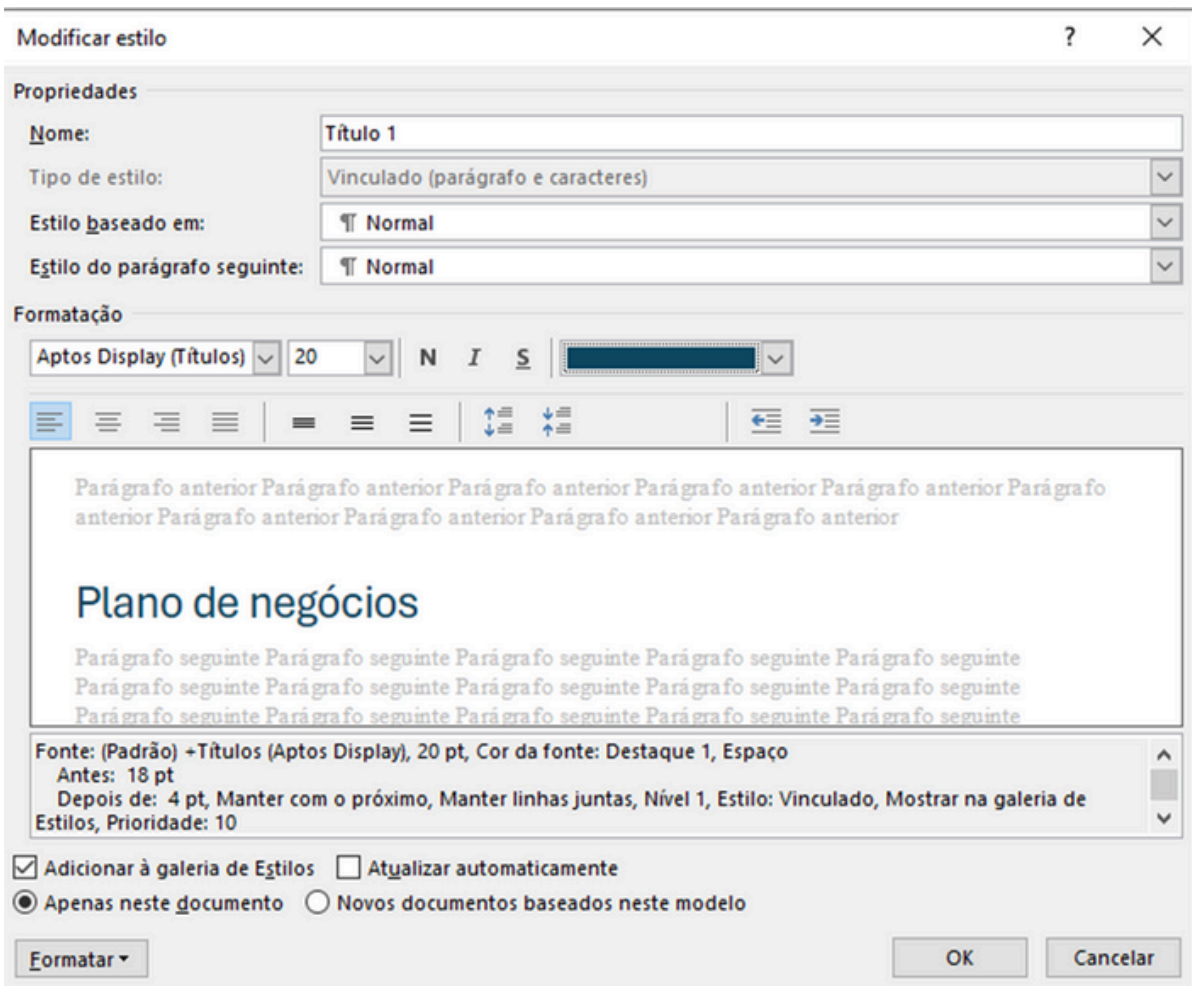 Modificar estilo ?
Propriedades
Nome: Título 1
Tipo de estilo: Vinculado (parágrafo e caracteres)
Estilo baseado em: ¶ Normal
Estilo do parágrafo seguinte: ¶ Normal
Formatação
Aptos Display (Títulos) 20 N I S
Parágrafo anterior Parágrafo anterior Parágrafo anterior Parágrafo anterior Parágrafo anterior Parágrafo
anterior Parágrafo anterior Parágrafo anterior Parágrafo anterior Parágrafo anterior
Plano de negócios
Parágrafo seguinte Parágrafo seguinte Parágrafo seguinte Parágrafo seguinte Parágrafo seguinte
Parágrafo seguinte Parágrafo seguinte Parágrafo seguinte Parágrafo seguinte Parágrafo seguinte
Parágrafo seguinte Parágrafo seguinte Parágrafo seguinte Parágrafo seguinte Parágrafo seguinte
Fonte: (Padrão) +Títulos (Aptos Display), 20 pt, Cor da fonte: Destaque 1, Espaço
Antes: 18 pt
Depois de: 4 pt, Manter com o próximo, Manter linhas juntas, Nível 1, Estilo: Vinculado, Mostrar na galeria de
Estilos, Prioridade: 10
Adicionar à galeria de Estilos Atualizar automaticamente
Apenas neste documento Novos documentos baseados neste modelo
Formatar OK Cancelar